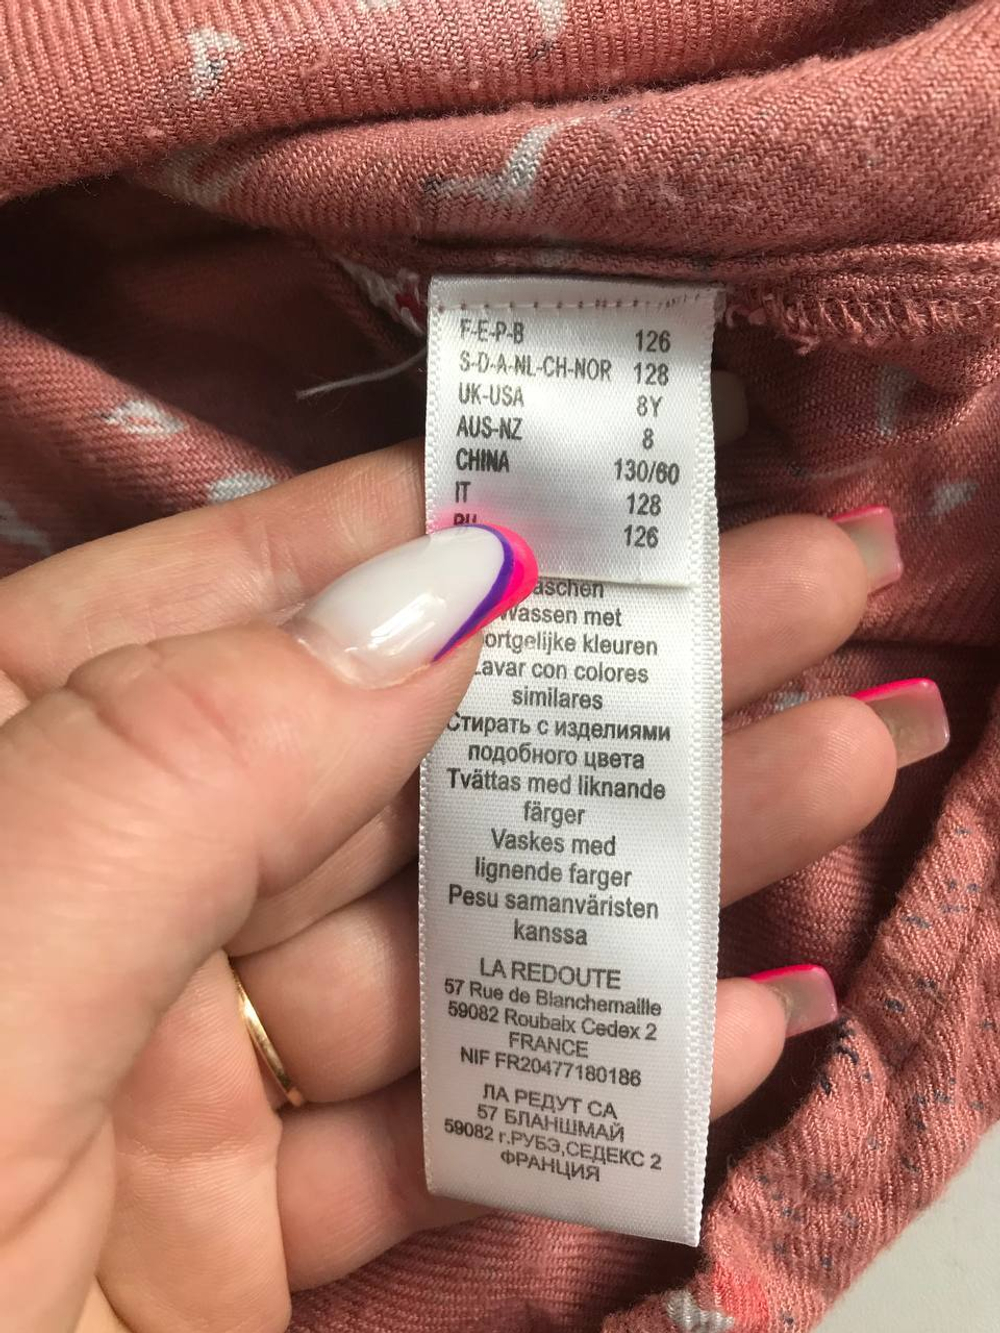 F-E-P-B 126
S-D-A-NL-CH-NOR 128
UK-USA 8Y
AUS-NZ 8
CHINA 130/60
IT 128
RU 126
met
kleuren
Lavar con colores
similares
Стирать с изделиями
подобного цвета
Tvättas med liknande
färger
Vaskes med
lignende farger
Pesu samanväristen
kanssa
LA REDOUTE
57 Rue de Blanchemaille
59082 Roubaix Cedex 2
FRANCE
NIF FR20477180186
ЛА РЕДУТ СА
57 БЛАНШМАЙ
59082 г.РУБЭ,СЕДЕКС 2
ФРАНЦИЯ